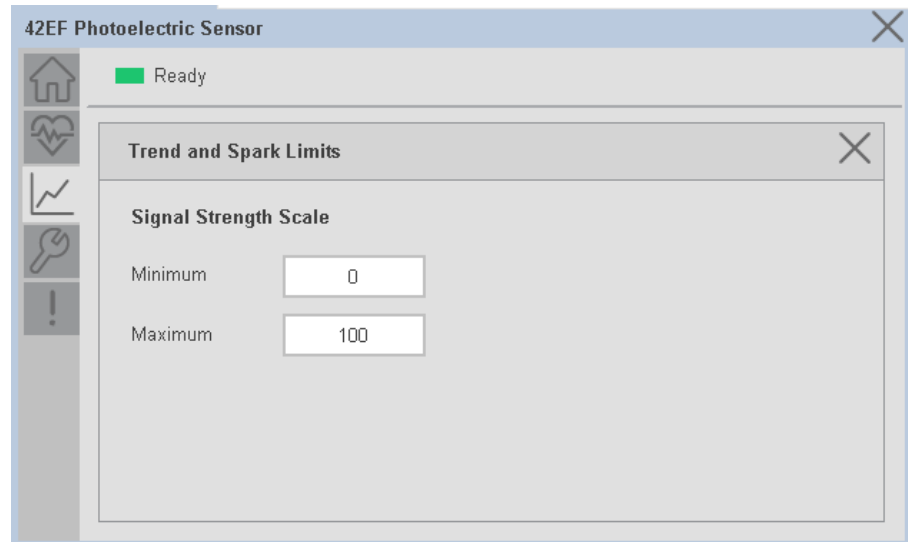 42EF Photoelectric Sensor
Ready
Trend and Spark Limits
Signal Strength Scale
Minimum 0
Maximum 100